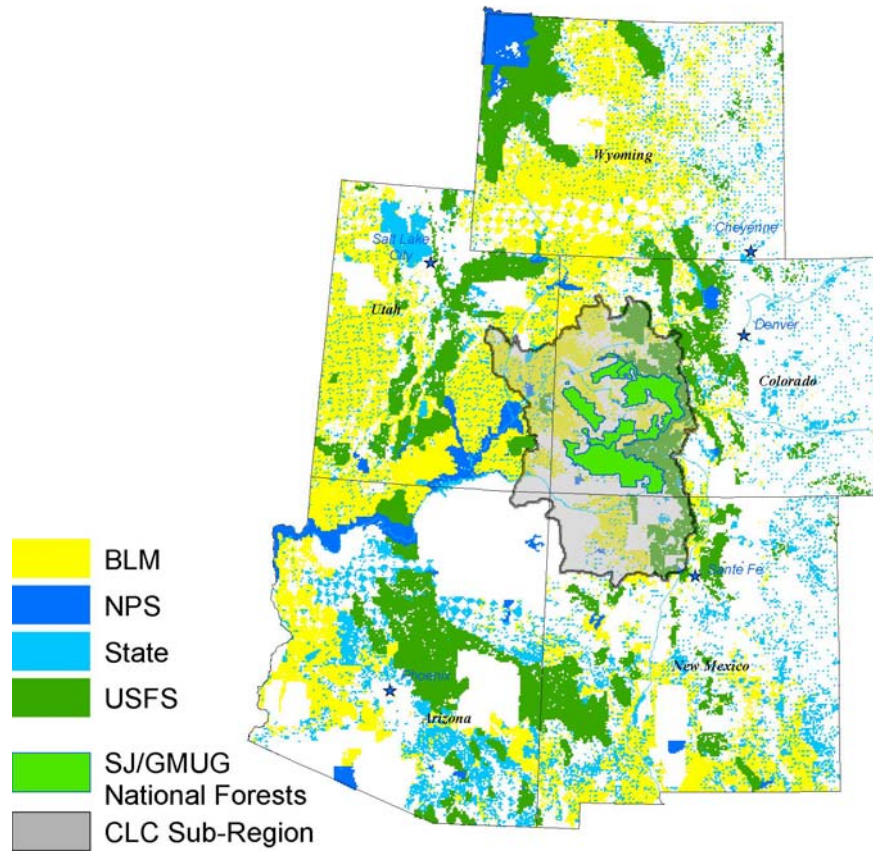 Wyoming
Cheyenne
Salt Lake
City
Utah
Denver
Colorado
Sante Fe
New Mexico
Phoenix
Arizona
BLM
NPS
State
USFS
SJ/GMUG
National Forests
CLC Sub-Region